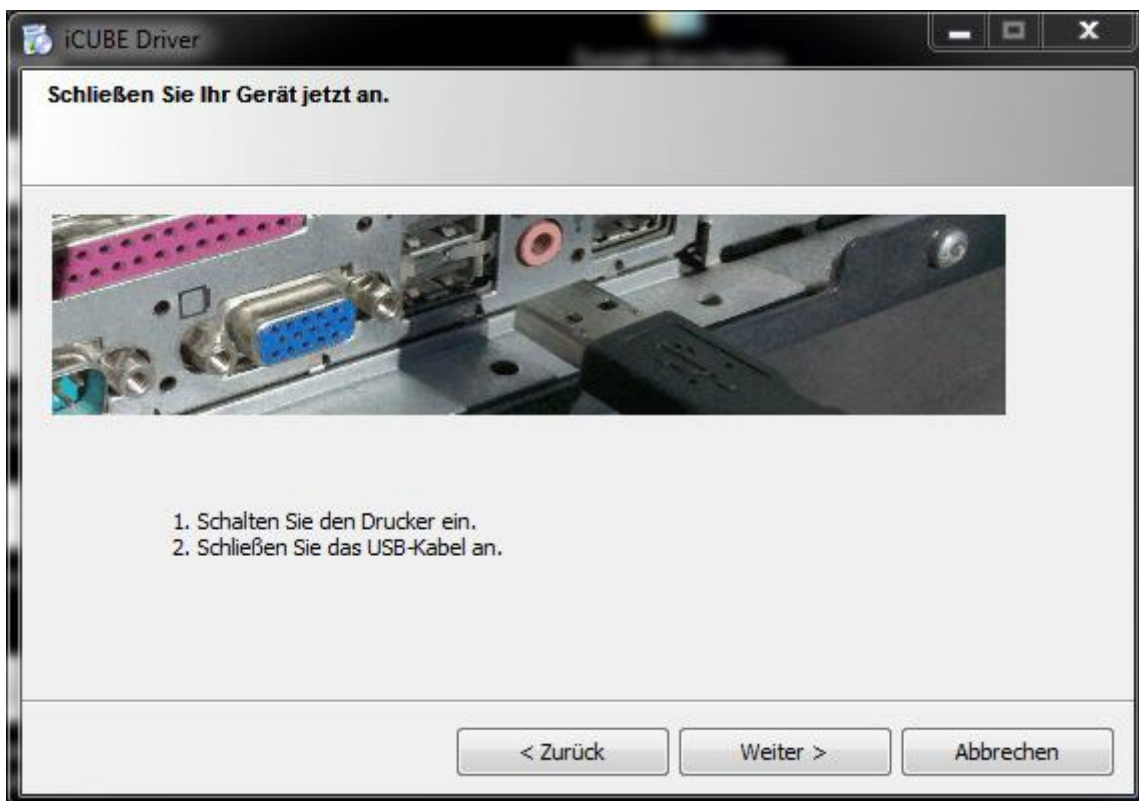 iCUBE Driver
Schließen Sie Ihr Gerät jetzt an.
1. Schalten Sie den Drucker ein.
2. Schließen Sie das USB-Kabel an.
< Zurück
Weiter >
Abbrechen